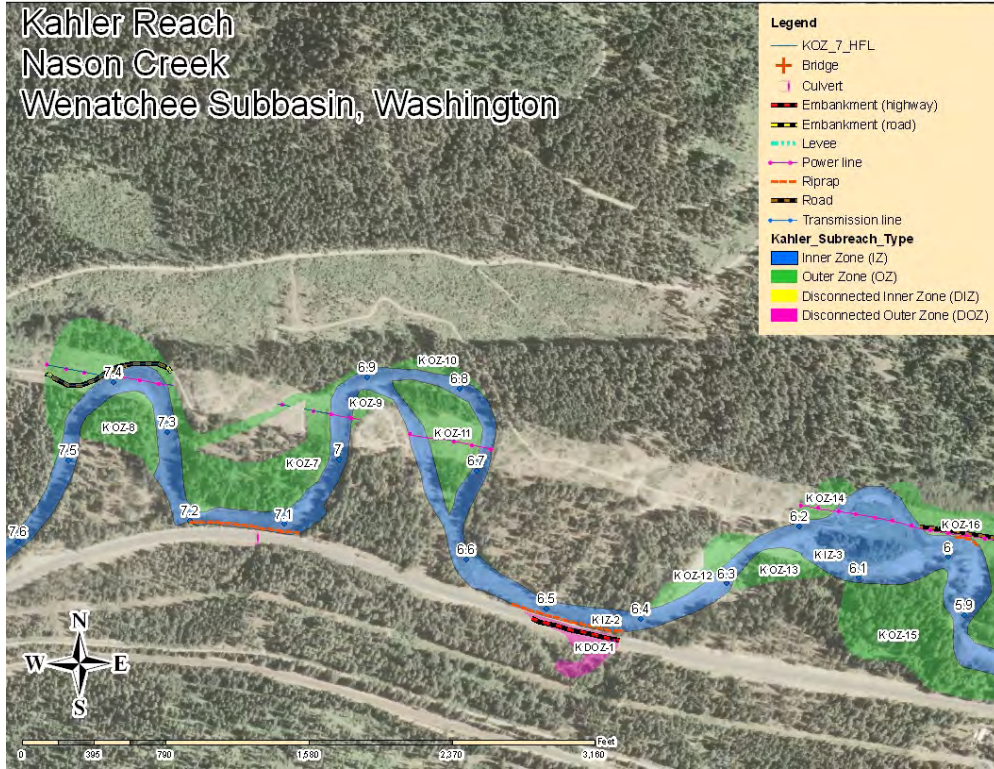 Kahler Reach
Nason Creek
Wenatchee Subbasin, Washington
Legend
KOZ_7_HFL
Bridge
Culvert
Embankment (highway)
Embankment (road)
Levee
Power line
Riprap
Road
Transmission line
Kahler_Subreach_Type
Inner Zone (IZ)
Outer Zone (OZ)
Disconnected Inner Zone (DIZ)
Disconnected Outer Zone (DOZ)
6.9
KOZ-10
7.4
6.8
KOZ-9
KOZ-8
7.3
KOZ-11
7.5
7
KOZ-7
6.7
KOZ-14
7.2
7.1
6.2
KOZ-16
7.6
6.6
KIZ-3
6
KOZ-12
6.3
KOZ-13
6.1
6.5
6.4
5.9
KIZ-2
KOZ-15
KDOZ-1
N
W
E
S
Feet
0
395
790
1,580
2,370
3,160